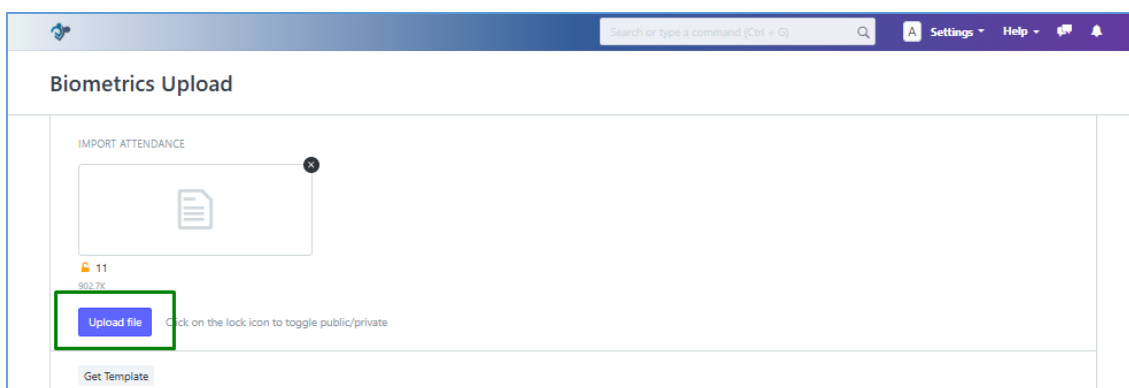 Search or type a command (Ctrl + G) A Settings Help
Biometrics Upload
IMPORT ATTENDANCE
11
902.7K
Upload file Click on the lock icon to toggle public/private
Get Template